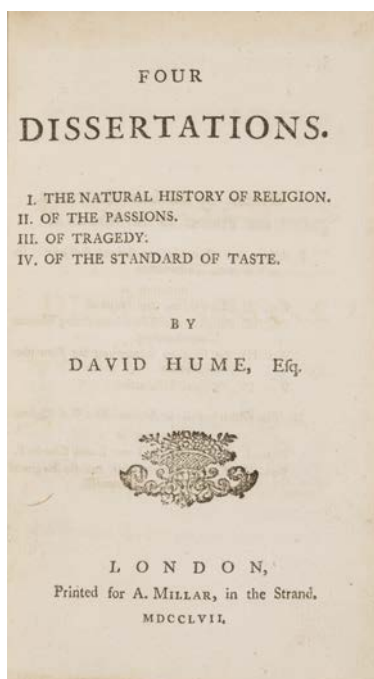 FOUR
DISSERTATIONS.
I. THE NATURAL HISTORY OF RELIGION.
II. OF THE PASSIONS.
III. OF TRAGEDY.
IV. OF THE STANDARD OF TASTE.
BY
DAVID HUME, Eſq.
LONDON,
Printed for A. MILLAR, in the Strand.
MDCCLVII.